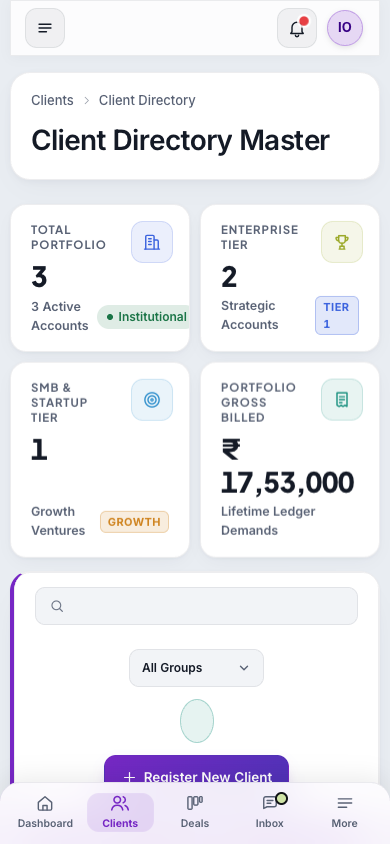 IO
Clients > Client Directory
Client Directory Master
TOTAL
PORTFOLIO
3
3 Active
Accounts
Institutional
ENTERPRISE
TIER
2
Strategic
Accounts
TIER
1
SMB &
STARTUP
TIER
1
Growth
Ventures
GROWTH
PORTFOLIO
GROSS
BILLED
₹
17,53,000
Lifetime Ledger
Demands
All Groups
+ Register New Client
Dashboard
Clients
Deals
Inbox
More